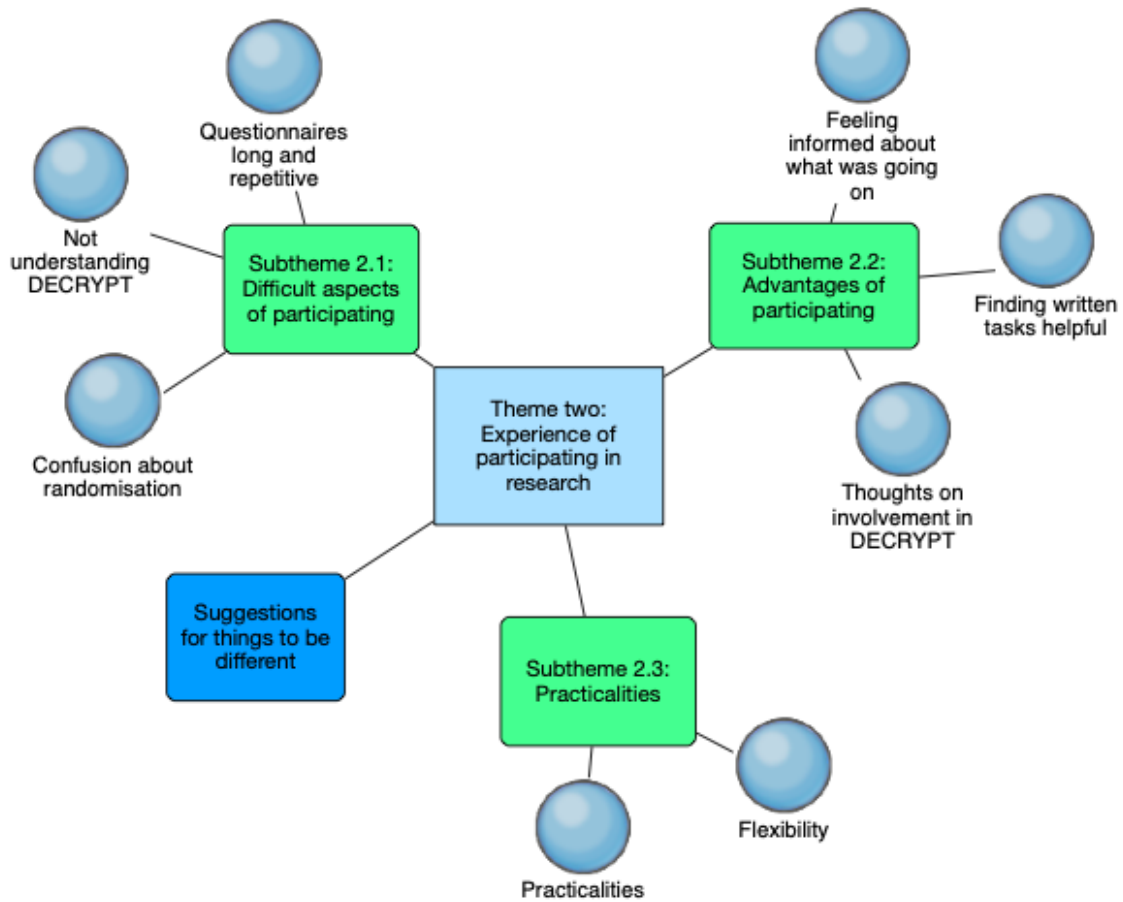 Questionnaires
long and
repetitive
Feeling
informed about
what was going
on
Not
understanding
DECRYPT
Subtheme 2.1:
Difficult aspects
of participating
Subtheme 2.2:
Advantages of
participating
Finding written
tasks helpful
Confusion about
randomisation
Theme two:
Experience of
participating in
research
Thoughts on
involvement in
DECRYPT
Suggestions
for things to be
different
Subtheme 2.3:
Practicalities
Flexibility
Practicalities